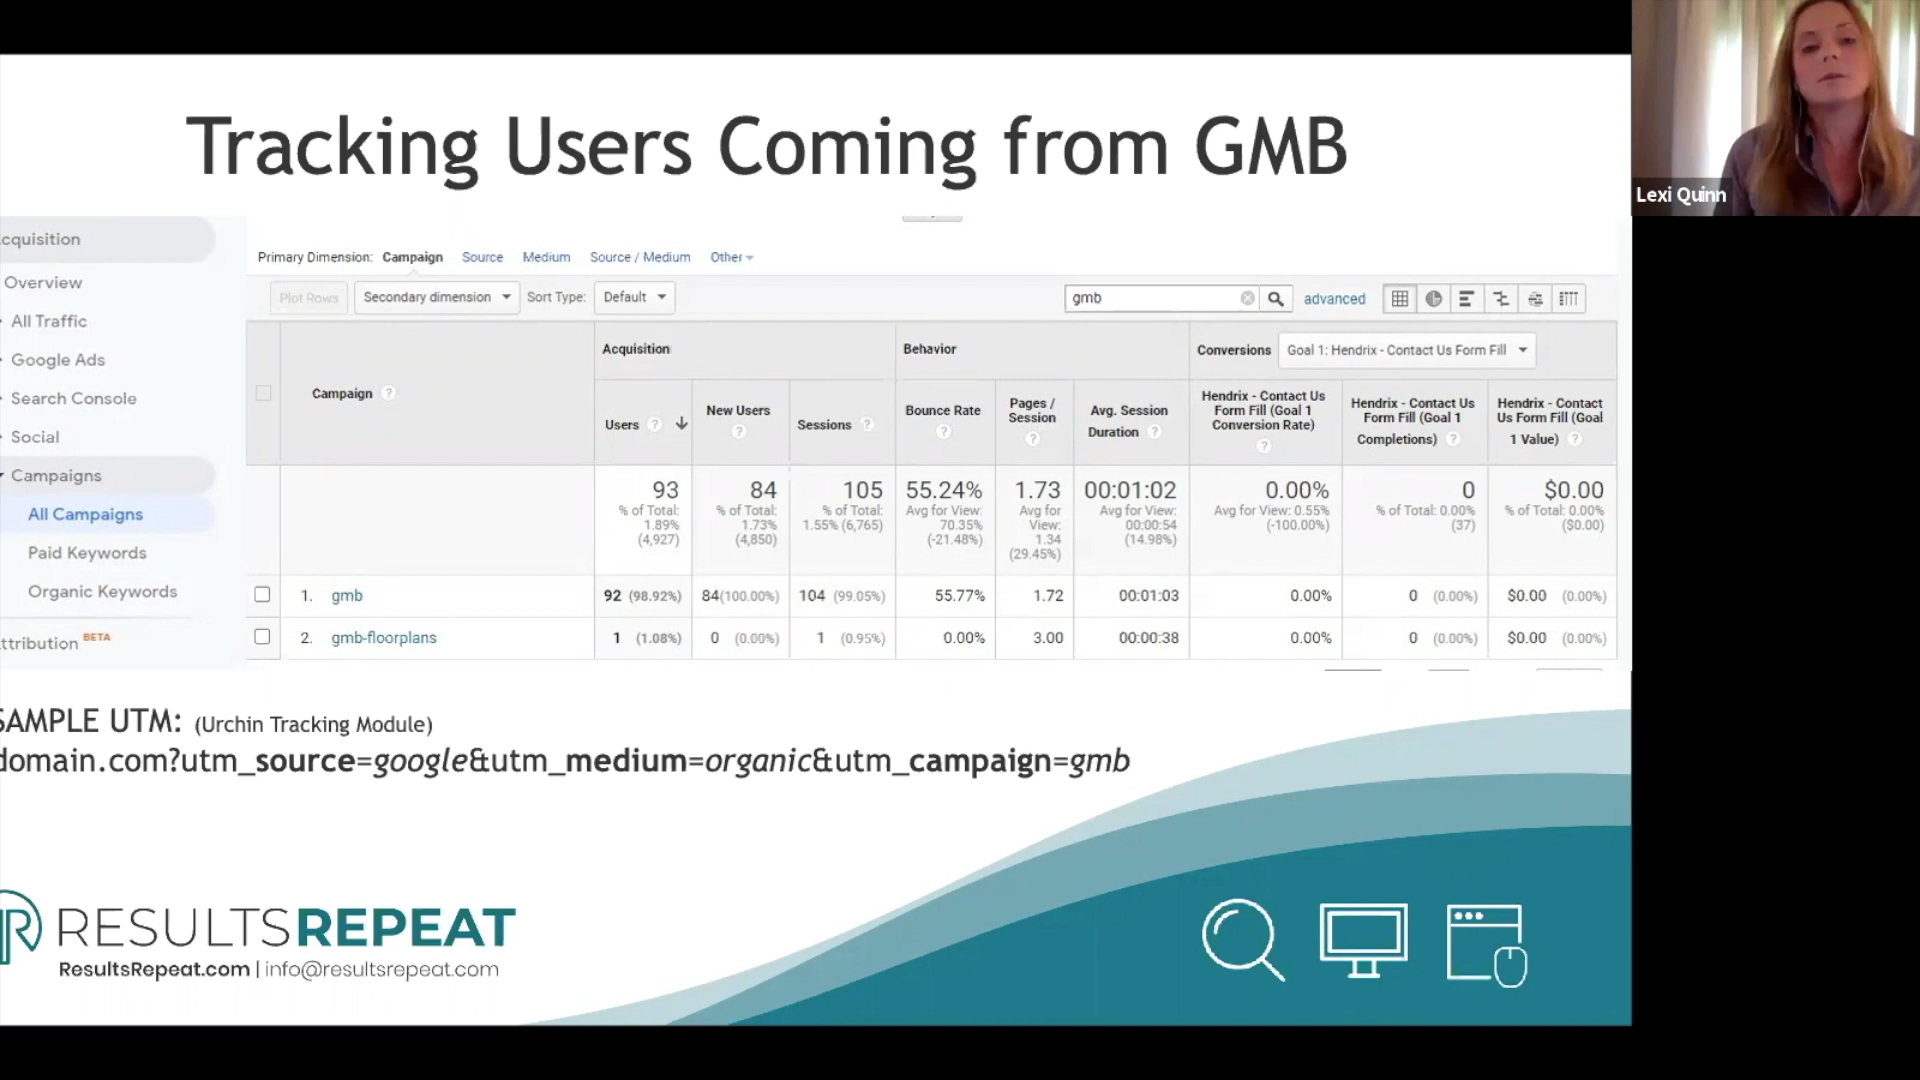 Tracking Users Coming from GMB
Lexi Quinn
cquisition
Overview
All Traffic
Google Ads
Search Console
Social
Campaigns
All Campaigns
Paid Keywords
Organic Keywords
ttribution BETA
Primary Dimension: Campaign Source Medium Source / Medium Other
Plot Rows Secondary dimension Sort Type: Default gmb advanced
Acquisition Behavior Conversions Goal 1: Hendrix - Contact Us Form Fill
Campaign ? Users ? New Users ? Sessions ? Bounce Rate ? Pages / Session ? Avg. Session Duration ? Hendrix - Contact Us Form Fill (Goal 1 Conversion Rate) ? Hendrix - Contact Us Form Fill (Goal 1 Completions) ? Hendrix - Contact Us Form Fill (Goal 1 Value) ?
93 84 105 55.24% 1.73 00:01:02 0.00% 0 $0.00
% of Total: 1.89% (4,927) % of Total: 1.73% (4,850) % of Total: 1.55% (6,765) Avg for View: 70.35% (-21.48%) Avg for View: 1.34 (29.45%) Avg for View: 00:00:54 (14.98%) Avg for View: 0.55% (-100.00%) % of Total: 0.00% (37) % of Total: 0.00% ($0.00)
1. gmb 92 (98.92%) 84(100.00%) 104 (99.05%) 55.77% 1.72 00:01:03 0.00% 0 (0.00%) $0.00 (0.00%)
2. gmb-floorplans 1 (1.08%) 0 (0.00%) 1 (0.95%) 0.00% 3.00 00:00:38 0.00% 0 (0.00%) $0.00 (0.00%)
SAMPLE UTM: (Urchin Tracking Module)
domain.com?utm_source=google&utm_medium=organic&utm_campaign=gmb
RESULTSREPEAT
ResultsRepeat.com | info@resultsrepeat.com